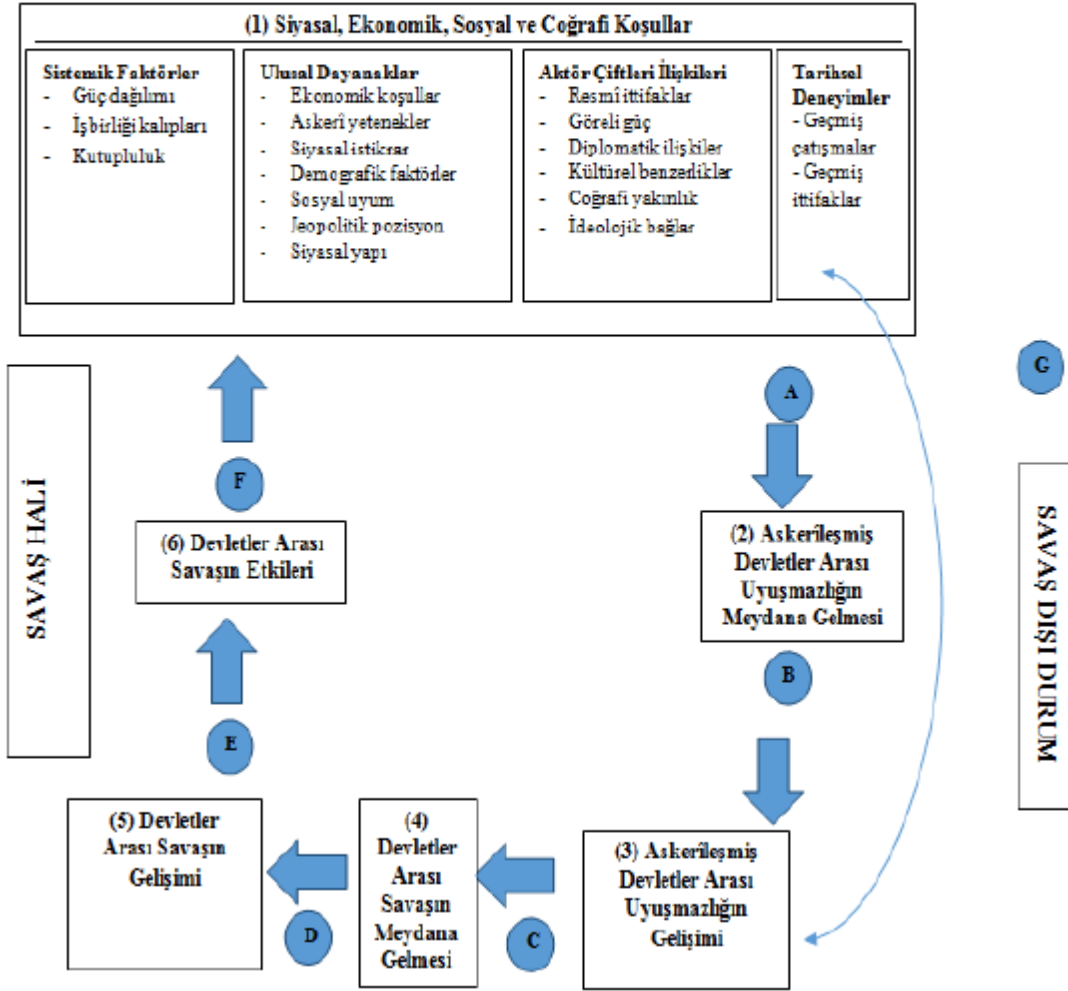 (1) Siyasal, Ekonomik, Sosyal ve Coğrafi Koşullar
Sistemik Faktörler
- Güç dağılımı
- İşbirliği kalıpları
- Kutupluluk
Ulusal Dayanaklar
- Ekonomik koşullar
- Askerî yetenekler
- Siyasal istikrar
- Demografik faktörler
- Sosyal uyum
- Jeopolitik pozisyon
- Siyasal yapı
Aktör Çiftleri İlişkileri
- Resmî ittifaklar
- Göreli güç
- Diplomatik ilişkiler
- Kültürel benzerlikler
- Coğrafi yakınlık
- İdeolojik bağlar
Tarihsel
Deneyimler
- Geçmiş
çatışmalar
- Geçmiş
ittifaklar
A
(2) Askerîleşmiş
Devletler Arası
Uyuşmazlığın
Meydana Gelmesi
B
(3) Askerîleşmiş
Devletler Arası
Uyuşmazlığın
Gelişimi
C
(4)
Devletler
Arası
Savaşın
Meydana
Gelmesi
D
(5) Devletler
Arası Savaşın
Gelişimi
E
(6) Devletler Arası
Savaşın Etkileri
F
SAVAŞ HALİ
G
SAVAŞ DIŞI DURUM